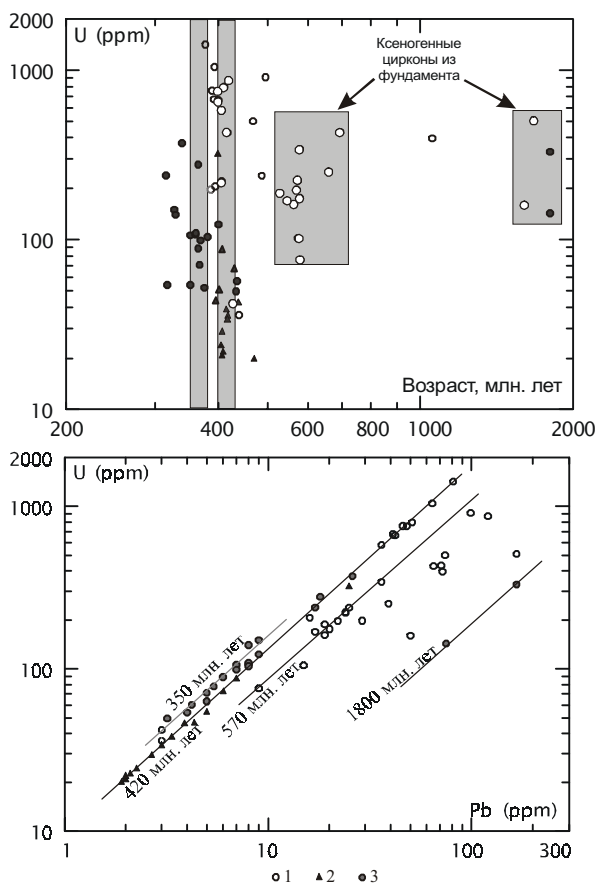 2000
U (ppm)
Ксеногенные
цирконы из
фундамента
1000
100
Возраст, млн. лет
10
200
400
600
800
1000
2000
2000
U (ppm)
1000
350 млн. лет
100
420 млн. лет
570 млн. лет
1800 млн. лет
Pb (ppm)
10
1
10
100
300
1 2 3